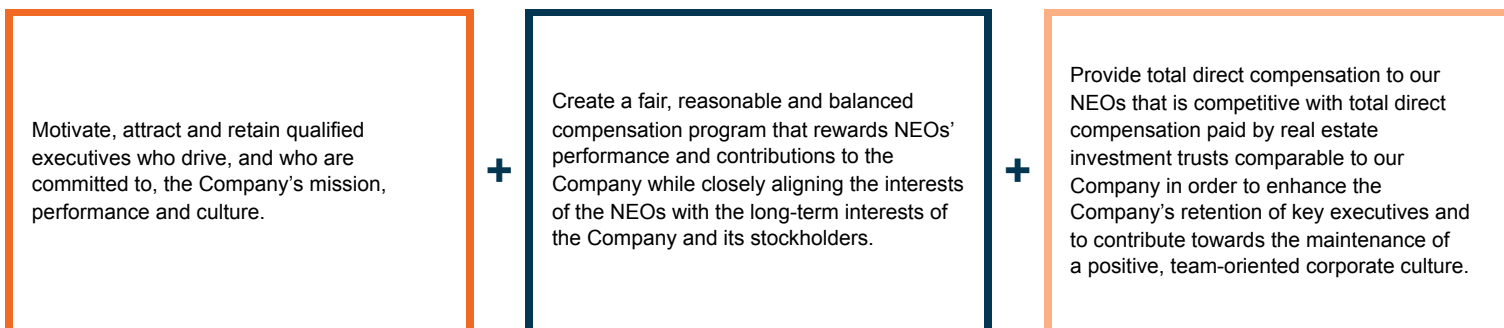 Motivate, attract and retain qualified
executives who drive, and who are
committed to, the Company’s mission,
performance and culture.
+
Create a fair, reasonable and balanced
compensation program that rewards NEOs’
performance and contributions to the
Company while closely aligning the interests
of the NEOs with the long-term interests of
the Company and its stockholders.
+
Provide total direct compensation to our
NEOs that is competitive with total direct
compensation paid by real estate
investment trusts comparable to our
Company in order to enhance the
Company’s retention of key executives and
to contribute towards the maintenance of
a positive, team-oriented corporate culture.